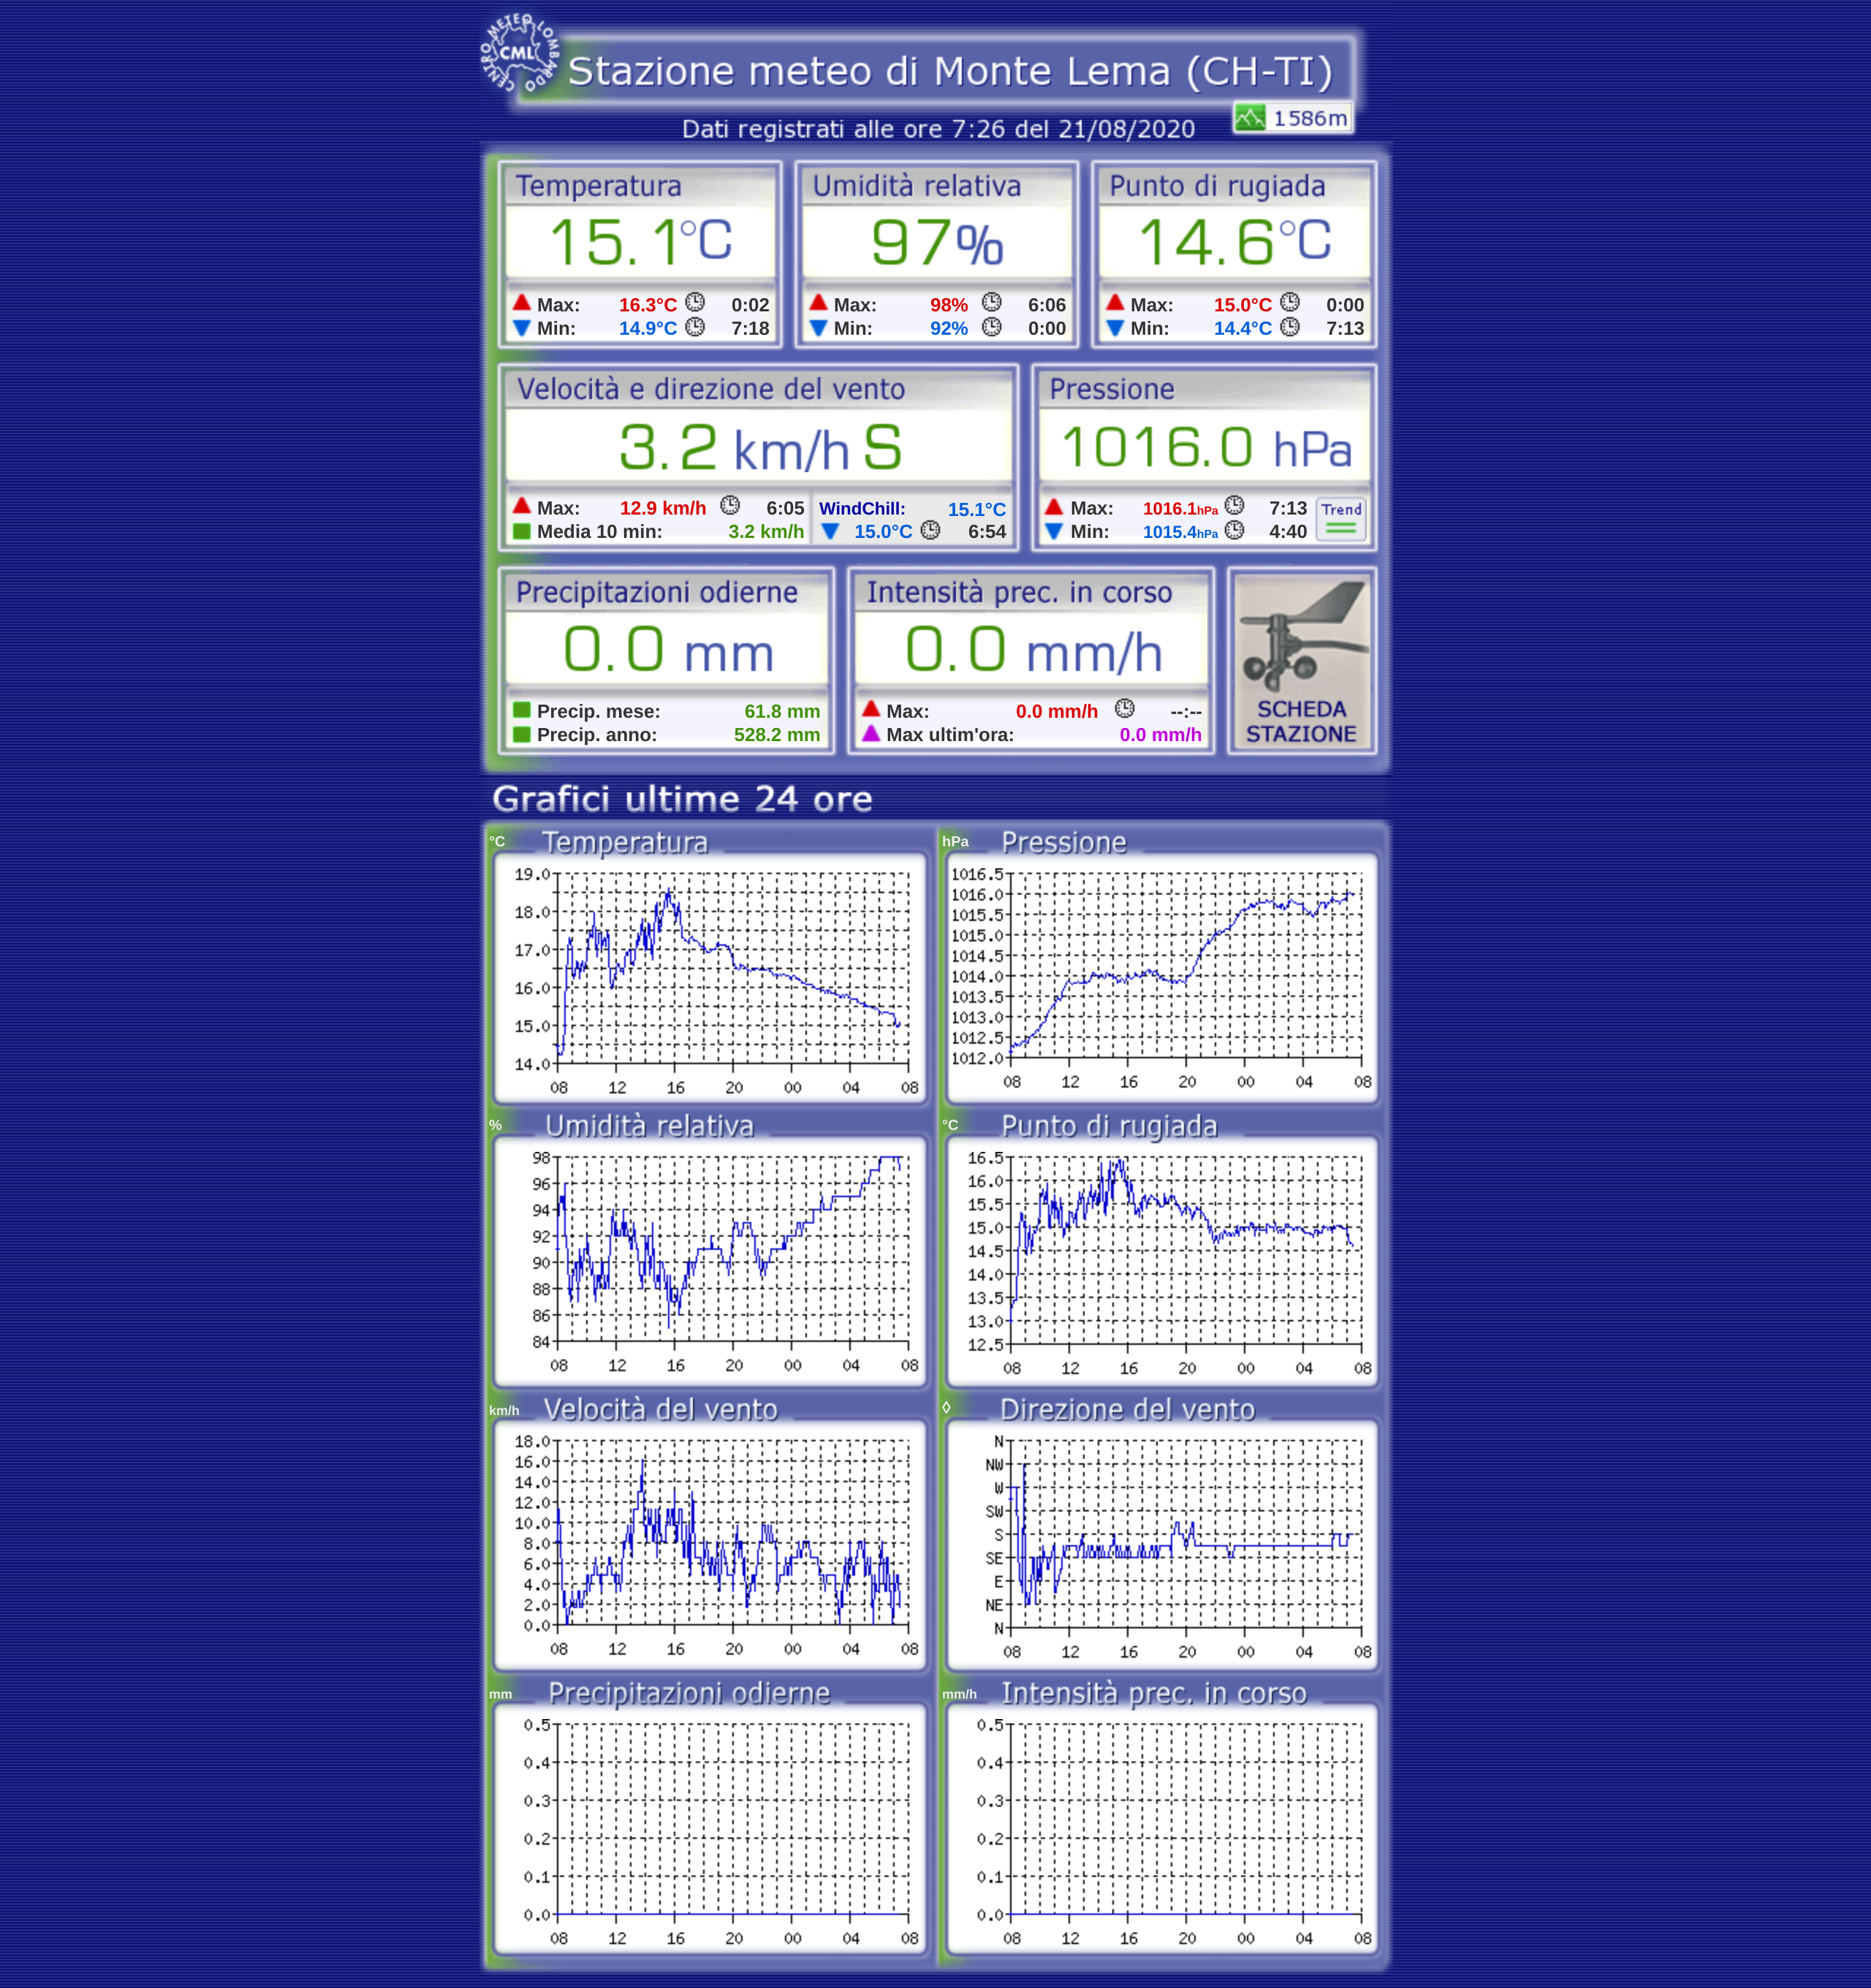 CENTRO METEO LOMBARDO
CML
Stazione meteo di Monte Lema (CH-TI)
1586m
Dati registrati alle ore 7:26 del 21/08/2020
Temperatura Umidità relativa Punto di rugiada
15.1°C 97% 14.6°C
Max: 16.3°C 0:02 Max: 98% 6:06 Max: 15.0°C 0:00
Min: 14.9°C 7:18 Min: 92% 0:00 Min: 14.4°C 7:13
Velocità e direzione del vento Pressione
3.2 km/h S 1016.0 hPa
Max: 12.9 km/h 6:05 WindChill: 15.1°C Max: 1016.1hPa 7:13 Trend
Media 10 min: 3.2 km/h 15.0°C 6:54 Min: 1015.4hPa 4:40
Precipitazioni odierne Intensità prec. in corso
0.0 mm 0.0 mm/h
Precip. mese: 61.8 mm Max: 0.0 mm/h --:-- SCHEDA
Precip. anno: 528.2 mm Max ultim'ora: 0.0 mm/h STAZIONE
Grafici ultime 24 ore
°C Temperatura
19.0
18.0
17.0
16.0
15.0
14.0
08 12 16 20 00 04 08
hPa Pressione
1016.5
1016.0
1015.5
1015.0
1014.5
1014.0
1013.5
1013.0
1012.5
1012.0
08 12 16 20 00 04 08
% Umidità relativa
98
96
94
92
90
88
86
84
08 12 16 20 00 04 08
°C Punto di rugiada
16.5
16.0
15.5
15.0
14.5
14.0
13.5
13.0
12.5
08 12 16 20 00 04 08
km/h Velocità del vento
18.0
16.0
14.0
12.0
10.0
8.0
6.0
4.0
2.0
0.0
08 12 16 20 00 04 08
◊ Direzione del vento
N
NW
W
SW
S
SE
E
NE
N
08 12 16 20 00 04 08
mm Precipitazioni odierne
0.5
0.4
0.3
0.2
0.1
0.0
08 12 16 20 00 04 08
mm/h Intensità prec. in corso
0.5
0.4
0.3
0.2
0.1
0.0
08 12 16 20 00 04 08